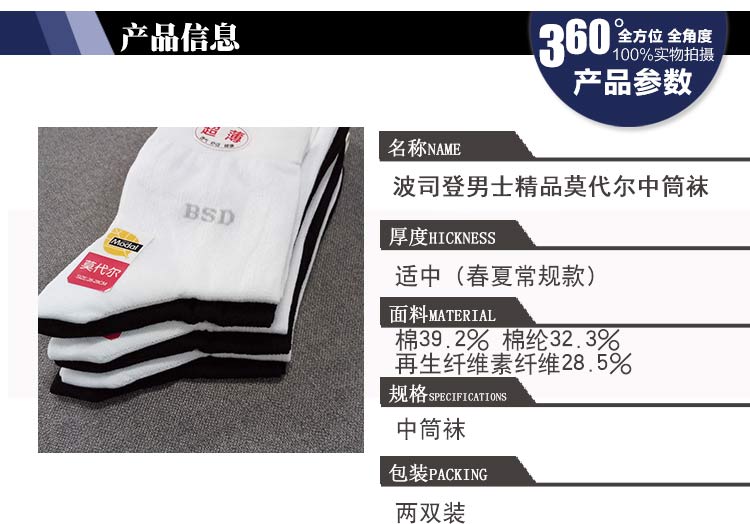 产品信息
360°全方位 全角度
100%实物拍摄
产品参数
超薄
BSD
Modal
莫代尔
名称NAME
波司登男士精品莫代尔中筒袜
厚度HICKNESS
适中（春夏常规款）
面料MATERIAL
棉39.2% 棉纶32.3%
再生纤维素纤维28.5%
规格SPECIFICATIONS
中筒袜
包装PACKING
两双装